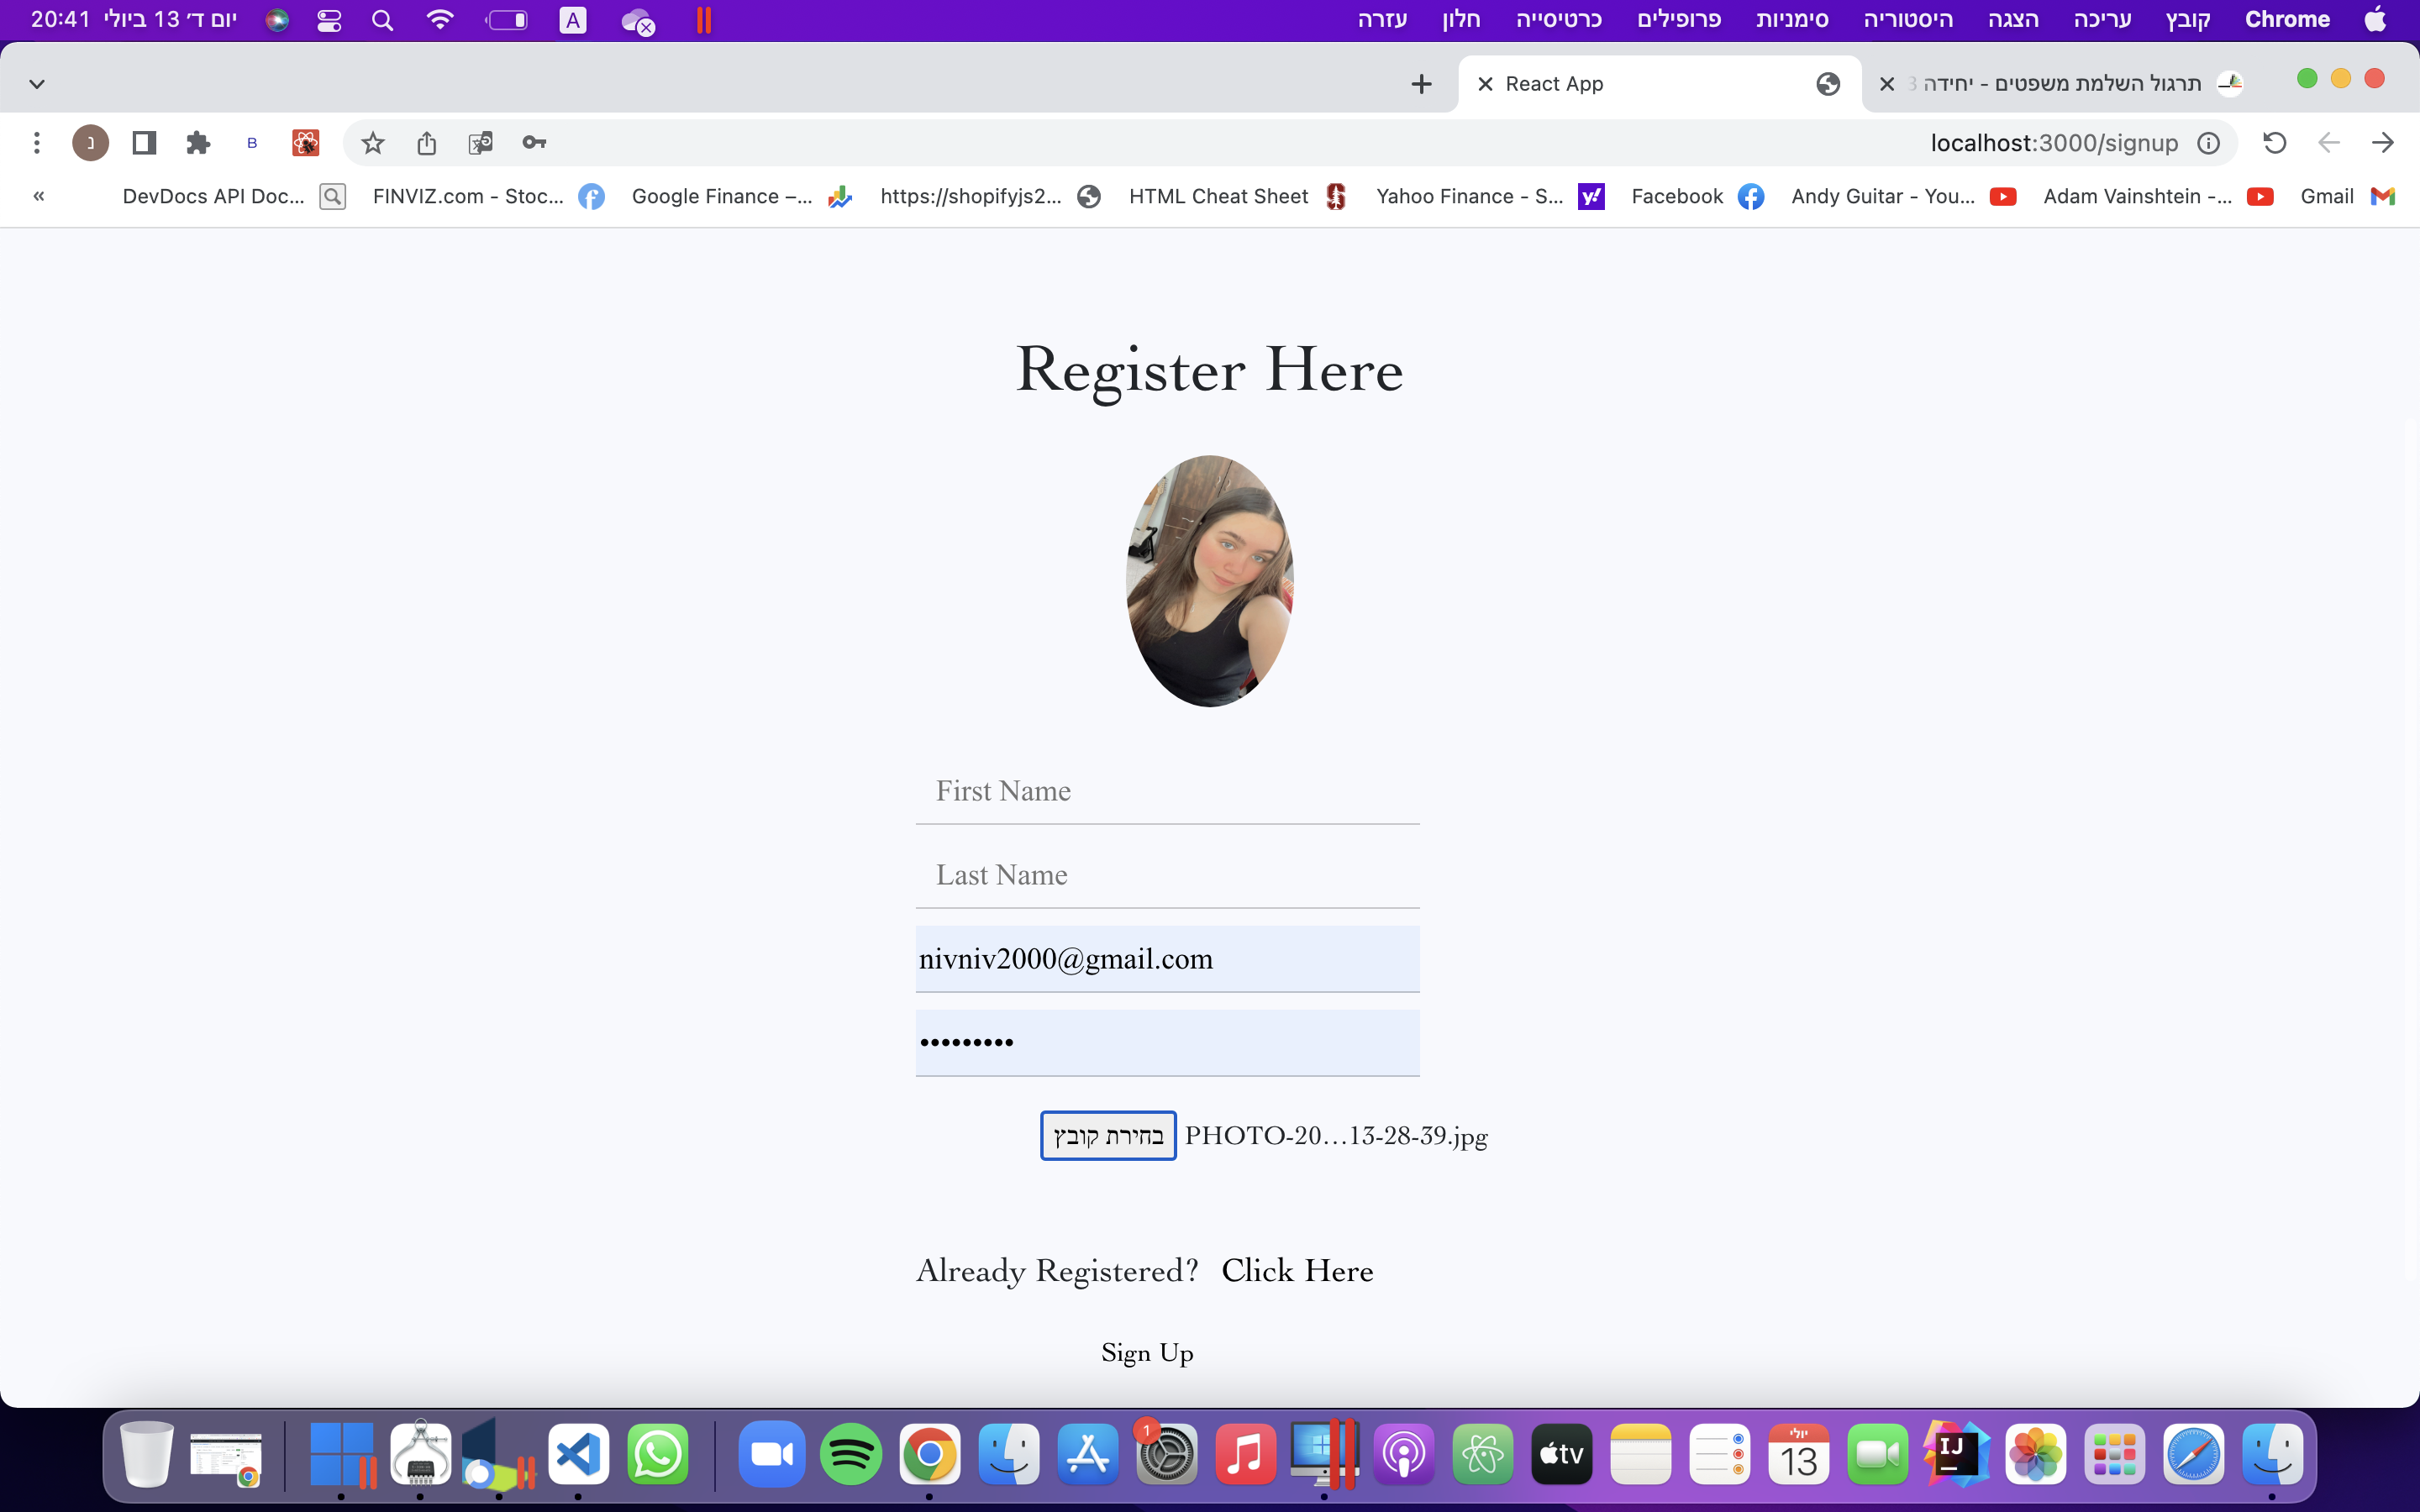 Chrome קובץ עריכה הצגה היסטוריה סימניות פרופילים כרטיסייה חלון עזרה
A
יום ד׳ 13 ביולי 20:41
תרגול השלמת משפטים - יחידה 3
React App
localhost:3000/signup
B
נ
Gmail
Adam Vainshtein -...
Andy Guitar - You...
Facebook
Yahoo Finance - S...
HTML Cheat Sheet
https://shopifyjs2...
Google Finance –...
FINVIZ.com - Stoc...
DevDocs API Doc...
«
Register Here
First Name
Last Name
nivniv2000@gmail.com
•••••••••
בחירת קובץ PHOTO-20…13-28-39.jpg
Already Registered? Click Here
Sign Up
1
tv
יולי
13
IJ